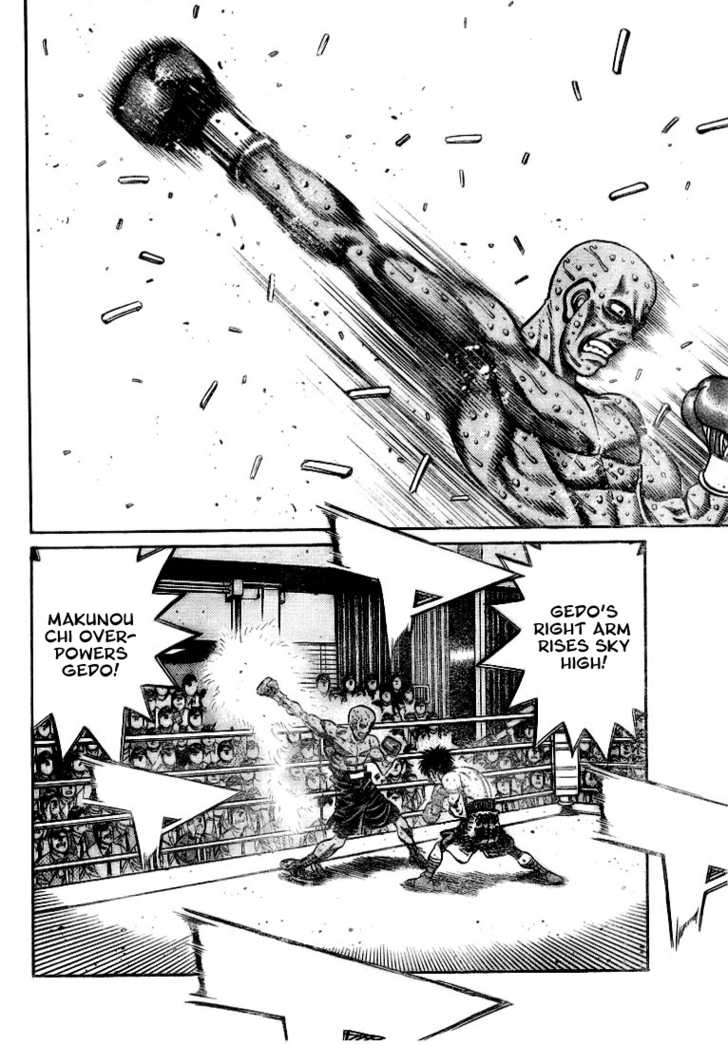 GEDO'S
RIGHT ARM
RISES SKY
HIGH!
MAKUNOU
CHI OVER-
POWERS
GEDO!